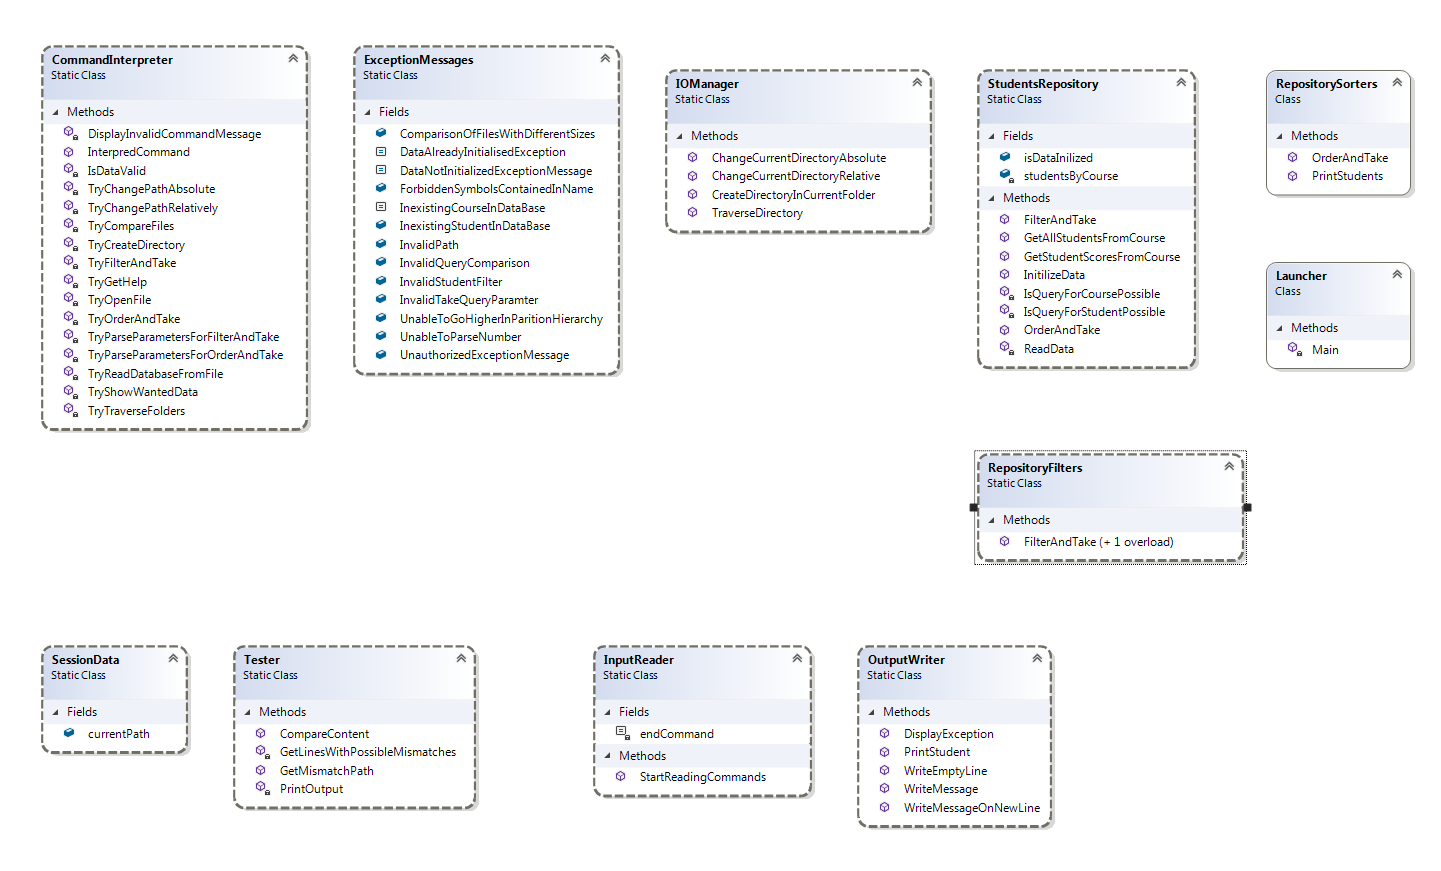 CommandInterpreter
Static Class
Methods
DisplayInvalidCommandMessage
InterpredCommand
IsDataValid
TryChangePathAbsolute
TryChangePathRelatively
TryCompareFiles
TryCreateDirectory
TryFilterAndTake
TryGetHelp
TryOpenFile
TryOrderAndTake
TryParseParametersForFilterAndTake
TryParseParametersForOrderAndTake
TryReadDatabaseFromFile
TryShowWantedData
TryTraverseFolders
ExceptionMessages
Static Class
Fields
ComparisonOfFilesWithDifferentSizes
DataAlreadyInitialisedException
DataNotInitializedExceptionMessage
ForbiddenSymbolsContainedInName
InexistingCourseInDataBase
InexistingStudentInDataBase
InvalidPath
InvalidQueryComparison
InvalidStudentFilter
InvalidTakeQueryParamter
UnableToGoHigherInParitionHierarchy
UnableToParseNumber
UnauthorizedExceptionMessage
IOManager
Static Class
Methods
ChangeCurrentDirectoryAbsolute
ChangeCurrentDirectoryRelative
CreateDirectoryInCurrentFolder
TraverseDirectory
StudentsRepository
Static Class
Fields
isDataInilized
studentsByCourse
Methods
FilterAndTake
GetAllStudentsFromCourse
GetStudentScoresFromCourse
InitilizeData
IsQueryForCoursePossible
IsQueryForStudentPossible
OrderAndTake
ReadData
RepositorySorters
Class
Methods
OrderAndTake
PrintStudents
Launcher
Class
Methods
Main
RepositoryFilters
Static Class
Methods
FilterAndTake (+ 1 overload)
SessionData
Static Class
Fields
currentPath
Tester
Static Class
Methods
CompareContent
GetLinesWithPossibleMismatches
GetMismatchPath
PrintOutput
InputReader
Static Class
Fields
endCommand
Methods
StartReadingCommands
OutputWriter
Static Class
Methods
DisplayException
PrintStudent
WriteEmptyLine
WriteMessage
WriteMessageOnNewLine